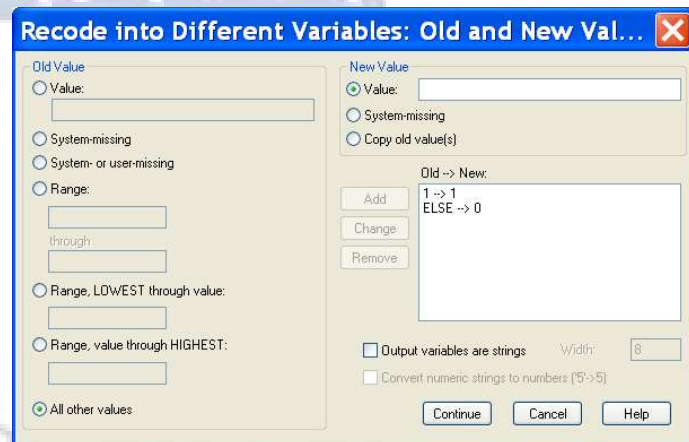 Recode into Different Variables: Old and New Val...
Old Value
Value:
System-missing
System- or user-missing
Range:
through
Range, LOWEST through value:
Range, value through HIGHEST:
All other values
New Value
Value:
System-missing
Copy old value(s)
Old --> New:
Add
Change
Remove
1 --> 1
ELSE --> 0
Output variables are strings
Width:
8
Convert numeric strings to numbers ('5'->5)
Continue
Cancel
Help